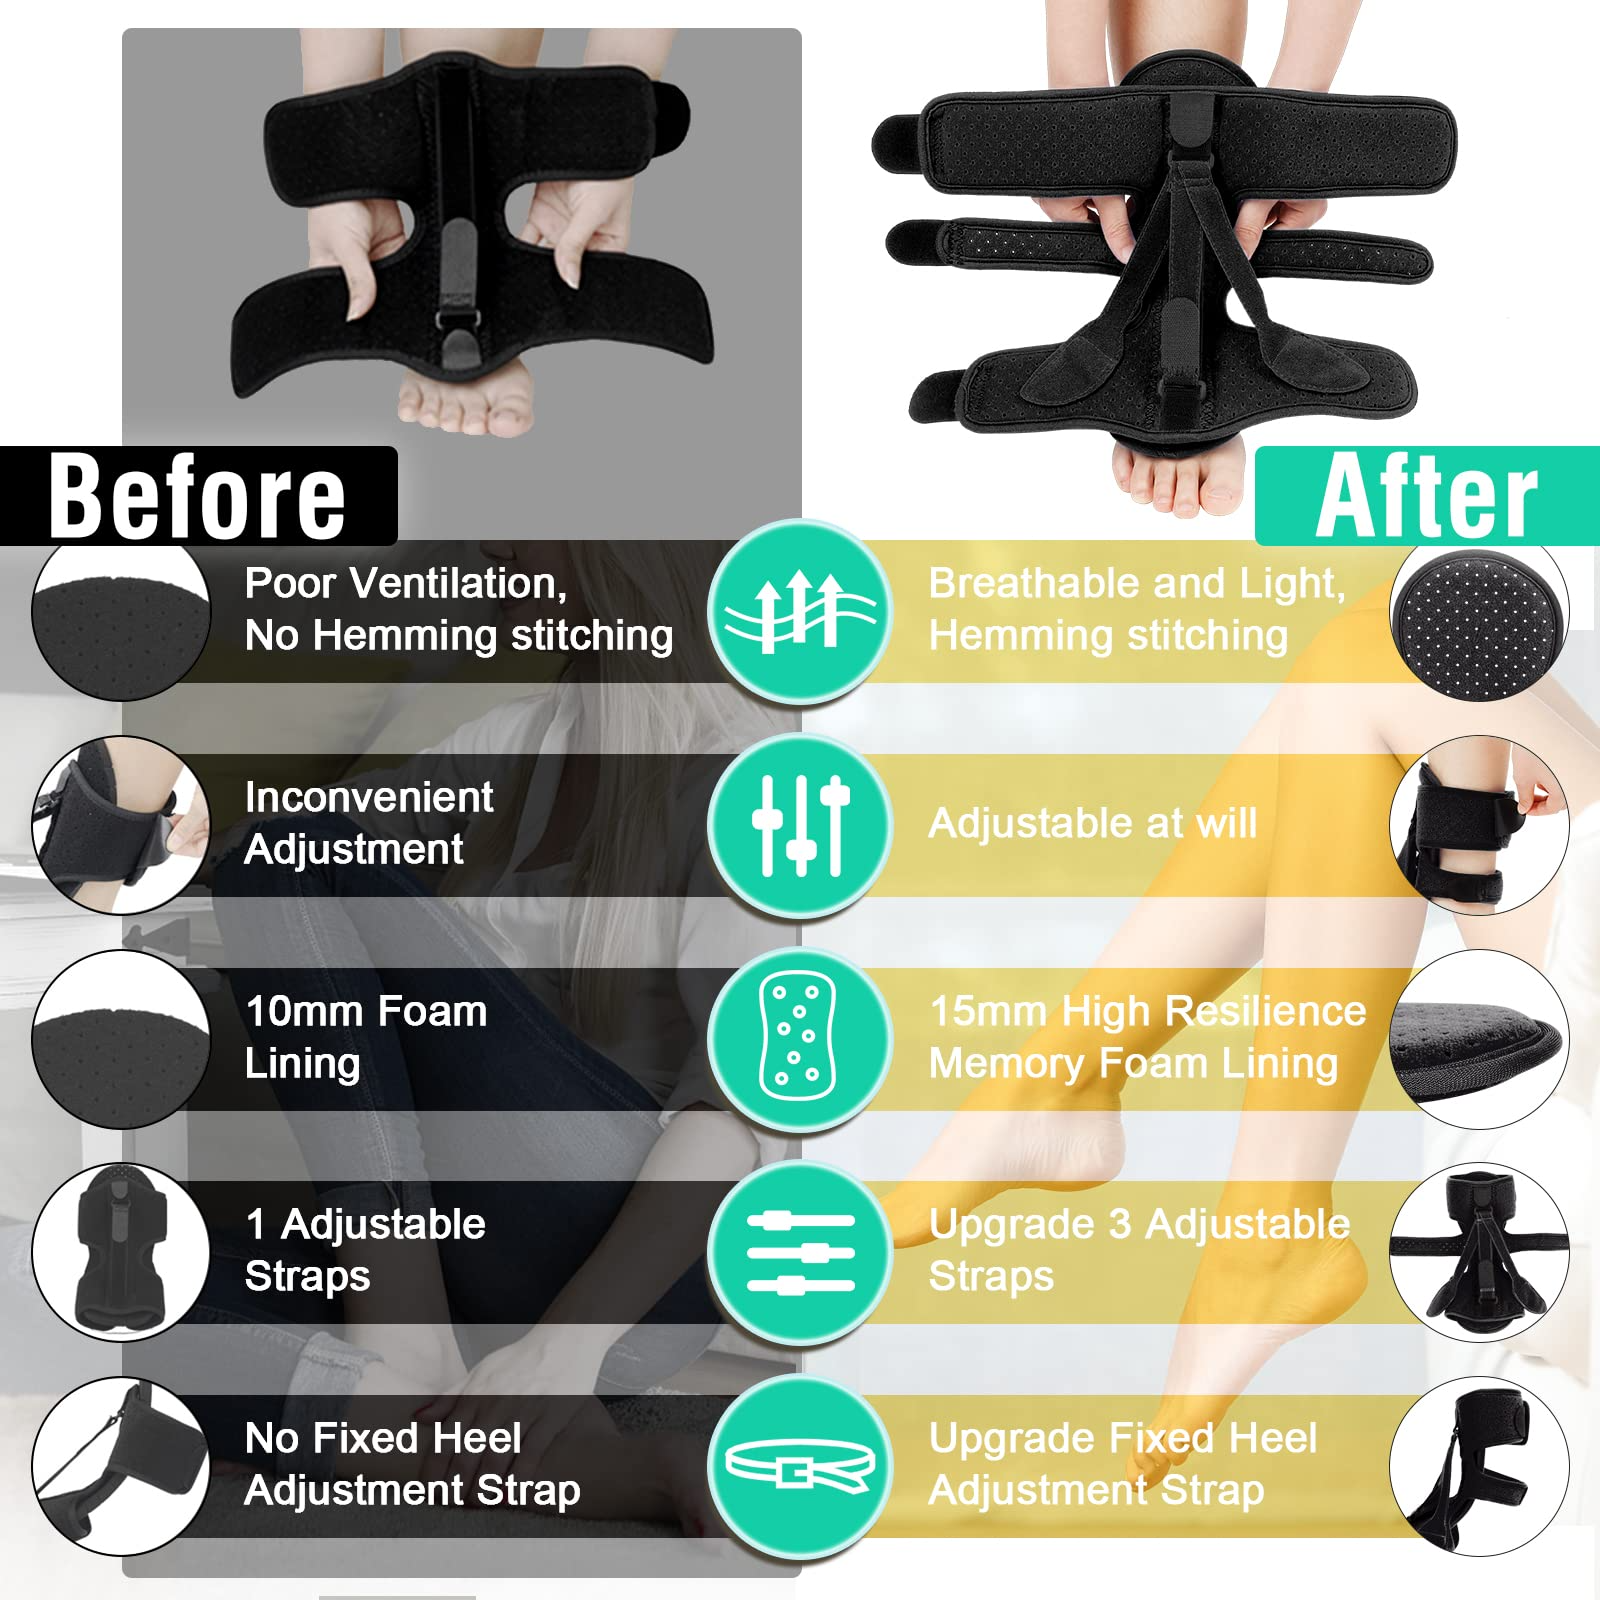 Before
After
Poor Ventilation,
No Hemming stitching
Breathable and Light,
Hemming stitching
Inconvenient
Adjustment
Adjustable at will
10mm Foam
Lining
15mm High Resilience
Memory Foam Lining
1 Adjustable
Straps
Upgrade 3 Adjustable
Straps
No Fixed Heel
Adjustment Strap
Upgrade Fixed Heel
Adjustment Strap